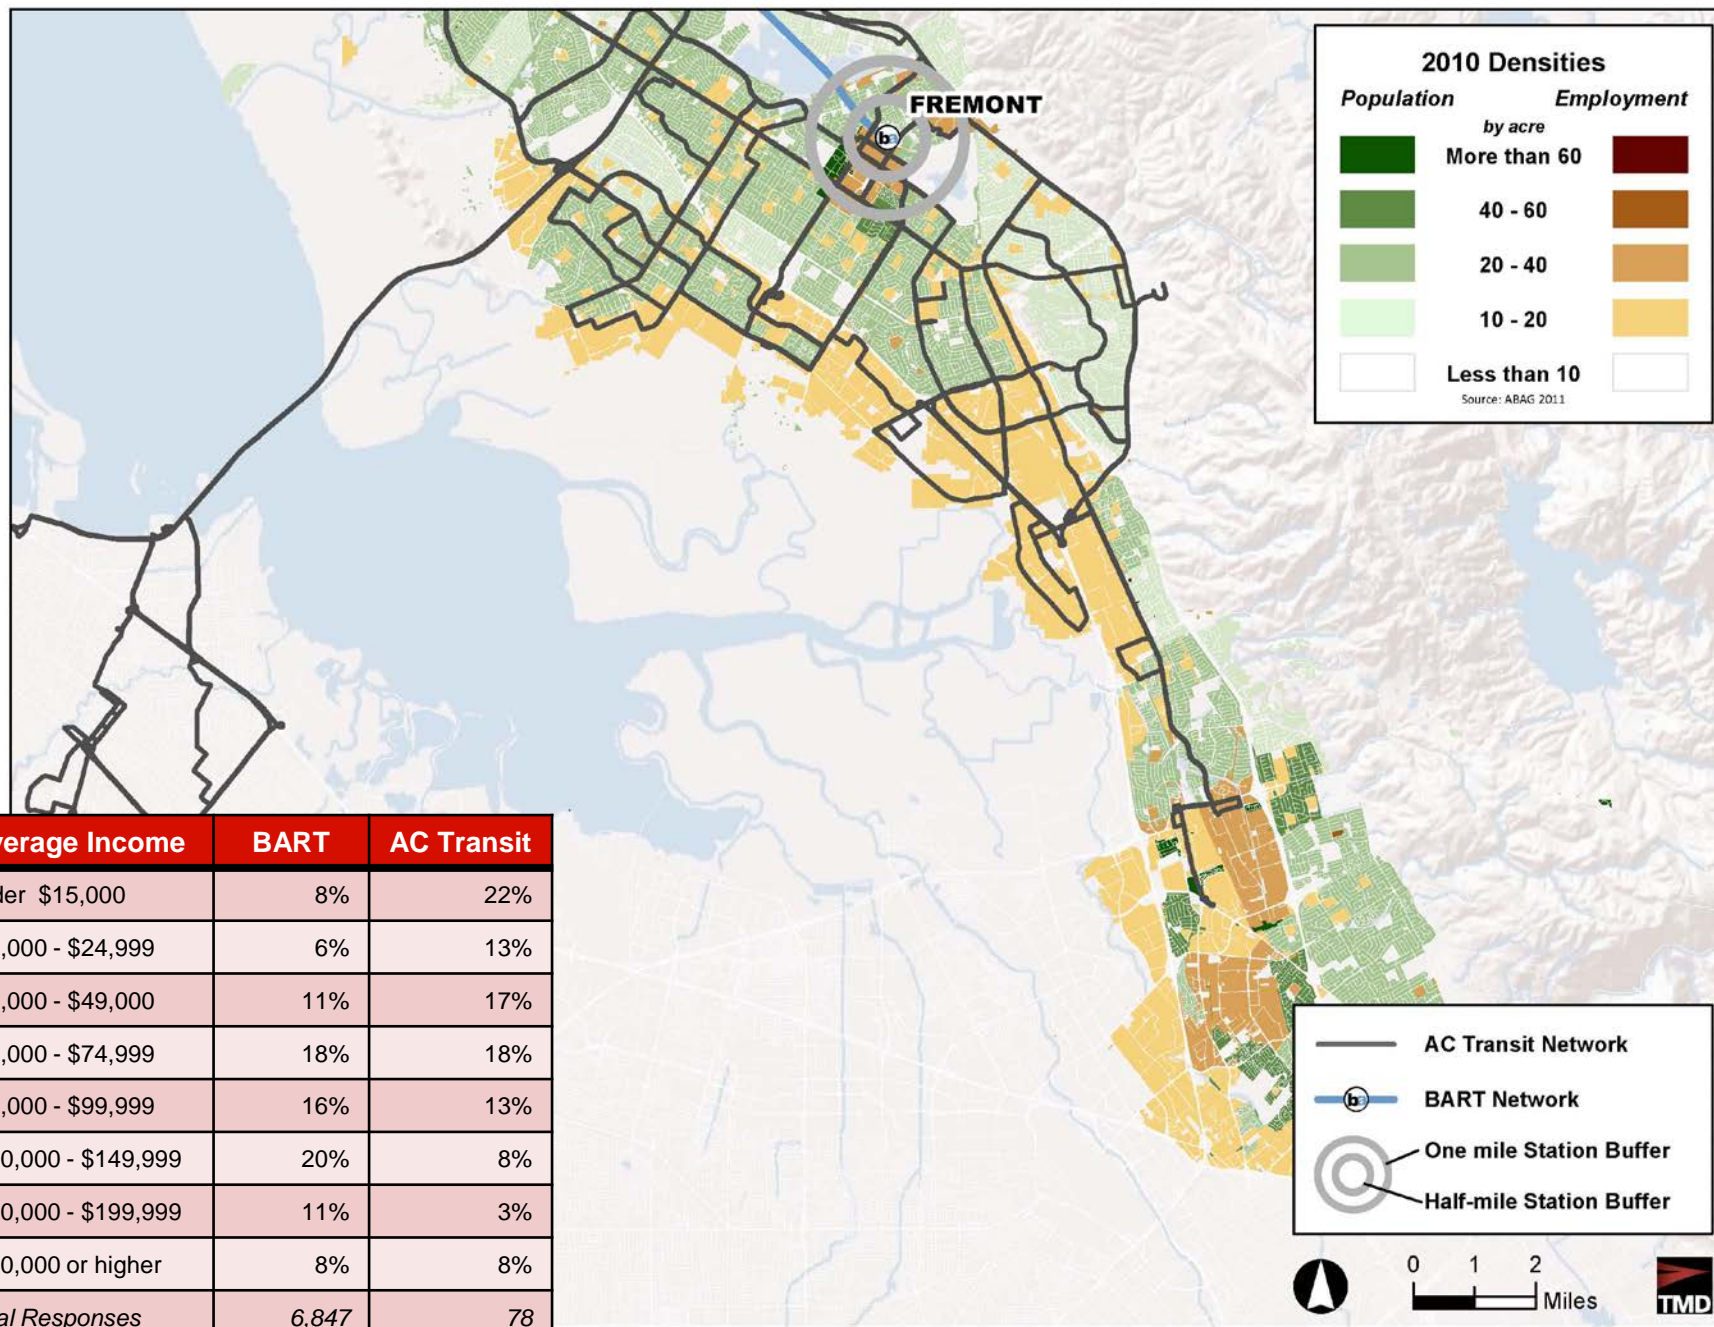 FREMONT
2010 Densities
Population Employment
by acre
More than 60
40 - 60
20 - 40
10 - 20
Less than 10
Source: ABAG 2011
verage Income BART AC Transit
der $15,000 8% 22%
,000 - $24,999 6% 13%
,000 - $49,000 11% 17%
,000 - $74,999 18% 18%
,000 - $99,999 16% 13%
0,000 - $149,999 20% 8%
0,000 - $199,999 11% 3%
0,000 or higher 8% 8%
al Responses 6,847 78
AC Transit Network
BART Network
One mile Station Buffer
Half-mile Station Buffer
0 1 2
Miles
TMD